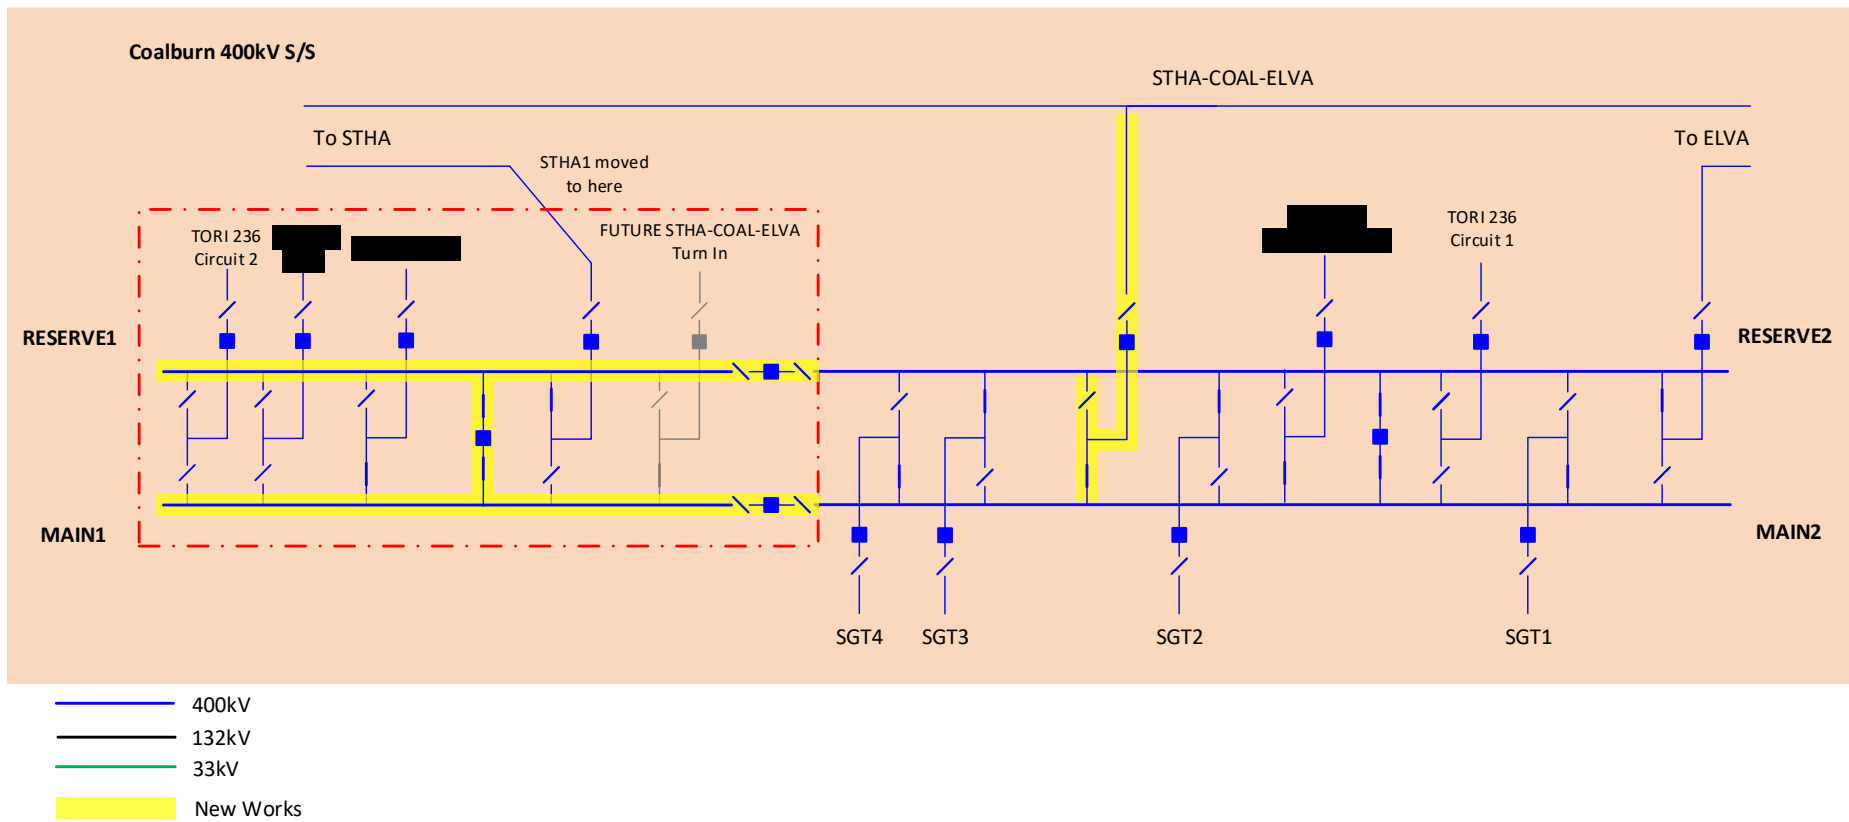 Coalburn 400kV S/S
STHA-COAL-ELVA
To STHA
To ELVA
STHA1 moved
to here
TORI 236
Circuit 2
FUTURE STHA-COAL-ELVA
Turn In
TORI 236
Circuit 1
RESERVE1
RESERVE2
MAIN1
MAIN2
SGT4
SGT3
SGT2
SGT1
400kV
132kV
33kV
New Works